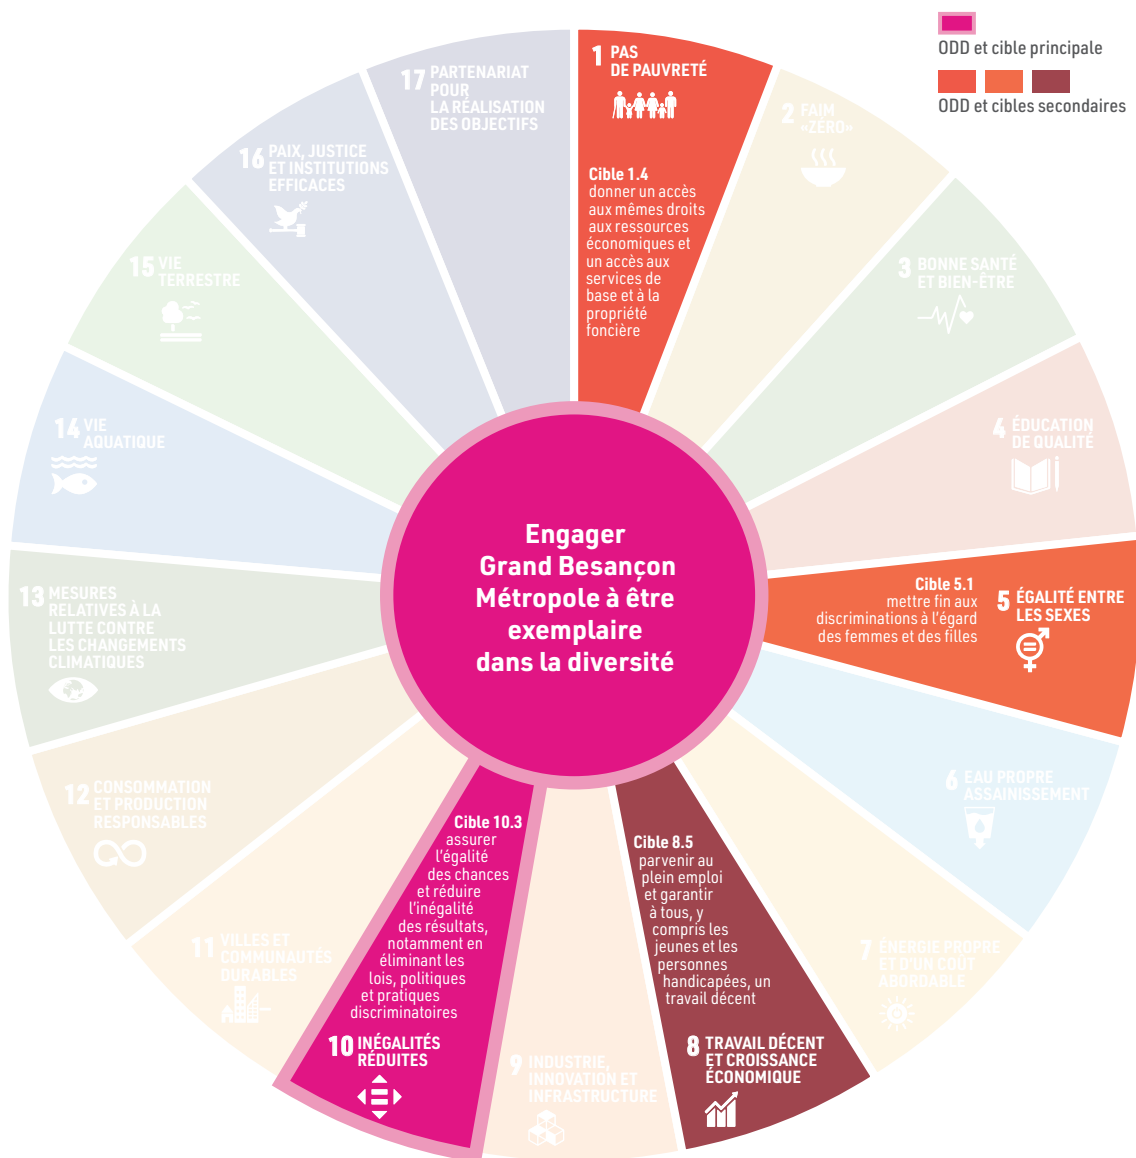 ODD et cible principale
ODD et cibles secondaires
1 PAS
DE PAUVRETÉ
Cible 1.4
donner un accès
aux mêmes droits
aux ressources
économiques et
un accès aux
services de
base et à la
propriété
foncière
2 FAIM
«ZÉRO»
3 BONNE SANTÉ
ET BIEN-ÊTRE
4 ÉDUCATION
DE QUALITÉ
Cible 5.1
mettre fin aux
discriminations à l'égard
des femmes et des filles
5 ÉGALITÉ ENTRE
LES SEXES
6 EAU PROPRE
ASSAINISSEMENT
7 ÉNERGIE PROPRE
ET D'UN COÛT
ABORDABLE
Cible 8.5
parvenir au
plein emploi
et garantir
à tous, y
compris les
jeunes et les
personnes
handicapées, un
travail décent
8 TRAVAIL DÉCENT
ET CROISSANCE
ÉCONOMIQUE
9 INDUSTRIE,
INNOVATION ET
INFRASTRUCTURE
Cible 10.3
assurer
l'égalité
des chances
et réduire
l'inégalité
des résultats,
notamment en
éliminant les
lois, politiques
et pratiques
discriminatoires
10 INÉGALITÉS
RÉDUITES
11 VILLES ET
COMMUNAUTÉS
DURABLES
12 CONSOMMATION
ET PRODUCTION
RESPONSABLES
13 MESURES
RELATIVES À LA
LUTTE CONTRE
LES CHANGEMENTS
CLIMATIQUES
14 VIE
AQUATIQUE
15 VIE
TERRESTRE
16 PAIX, JUSTICE
ET INSTITUTIONS
EFFICACES
17 PARTENARIAT
POUR
LA RÉALISATION
DES OBJECTIFS
Engager
Grand Besançon
Métropole à être
exemplaire
dans la diversité